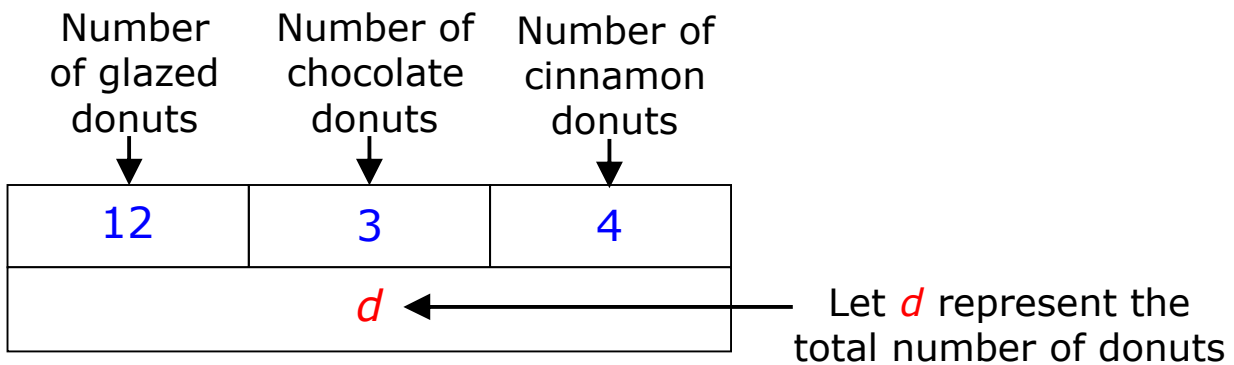 Number
of glazed
donuts
Number of
chocolate
donuts
Number of
cinnamon
donuts
12
3
4
d
Let d represent the
total number of donuts